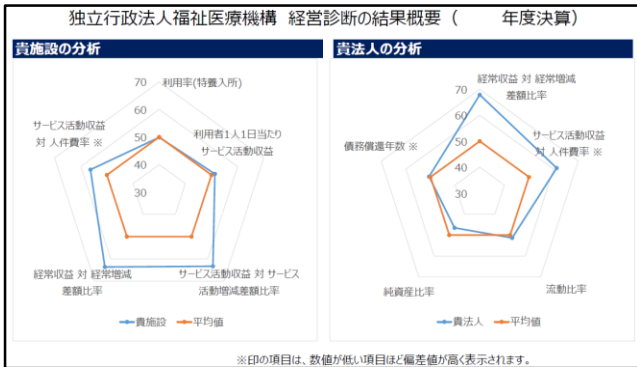 独立行政法人福祉医療機構 経営診断の結果概要（　　　年度決算）
貴施設の分析
70
60
50
40
30
利用率(特養入所)
利用者1人1日当たり
サービス活動収益
サービス活動収益 対 サービス
活動増減差額比率
経常収益 対 経常増減
差額比率
サービス活動収益
対 人件費率 ※
貴施設
平均値
貴法人の分析
70
60
50
40
30
経常収益 対 経常増減
差額比率
サービス活動収益
対 人件費率 ※
流動比率
純資産比率
債務償還年数 ※
貴法人
平均値
※印の項目は、数値が低い項目ほど偏差値が高く表示されます。